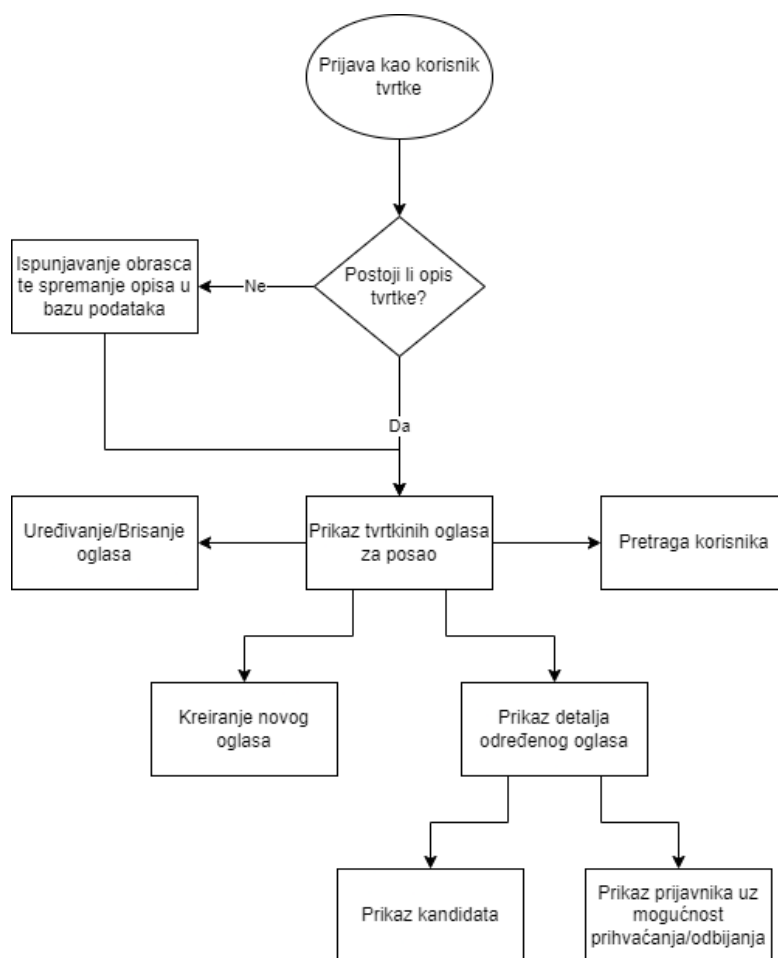 Prijava kao korisnik
tvrtke
Postoji li opis
tvrtke?
Ne
Ispunjavanje obrasca
te spremanje opisa u
bazu podataka
Da
Uređivanje/Brisanje
oglasa
Prikaz tvrtkinih oglasa
za posao
Pretraga korisnika
Kreiranje novog
oglasa
Prikaz detalja
određenog oglasa
Prikaz kandidata
Prikaz prijavnika uz
mogućnost
prihvaćanja/odbijanja